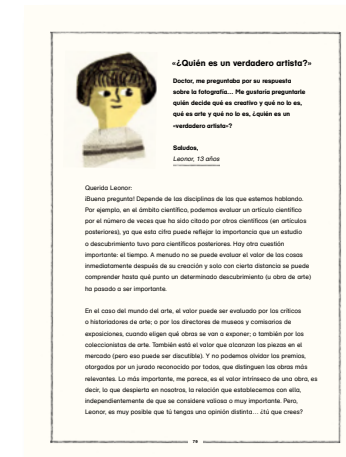 «¿Quién es un verdadero artista?»
Doctor, me preguntaba por su respuesta
sobre la fotografía... Me gustaría preguntarle
quién decide qué es creativo y qué no lo es,
qué es arte y qué no lo es, ¿quién es un
«verdadero artista»?
Saludos,
Leonor, 13 años
Querida Leonor:
¡Buena pregunta! Depende de las disciplinas de las que estemos hablando.
Por ejemplo, en el ámbito científico, podemos evaluar un artículo científico
por el número de veces que ha sido citado por otros científicos (en artículos
posteriores), ya que esta cifra puede reflejar la importancia que un estudio
o descubrimiento tuvo para científicos posteriores. Hay otra cuestión
importante: el tiempo. A menudo no se puede evaluar el valor de las cosas
inmediatamente después de su creación y solo con cierta distancia se puede
comprender hasta qué punto un determinado descubrimiento (u obra de arte)
ha pasado a ser importante.
En el caso del mundo del arte, el valor puede ser evaluado por los críticos
o historiadores de arte; o por los directores de museos y comisarios de
exposiciones, cuando eligen qué obras se van a exponer; o también por los
coleccionistas de arte. También está el valor que alcanzan las piezas en el
mercado (pero eso puede ser discutible). Y no podemos olvidar los premios,
otorgados por un jurado reconocido por todos, que distinguen las obras más
relevantes. Lo más importante, me parece, es el valor intrínseco de una obra, es
decir, lo que despierta en nosotros, la relación que establecemos con ella,
independientemente de que se considere valiosa o muy importante. Pero,
Leonor, es muy posible que tú tengas una opinión distinta... ¿tú que crees?
79